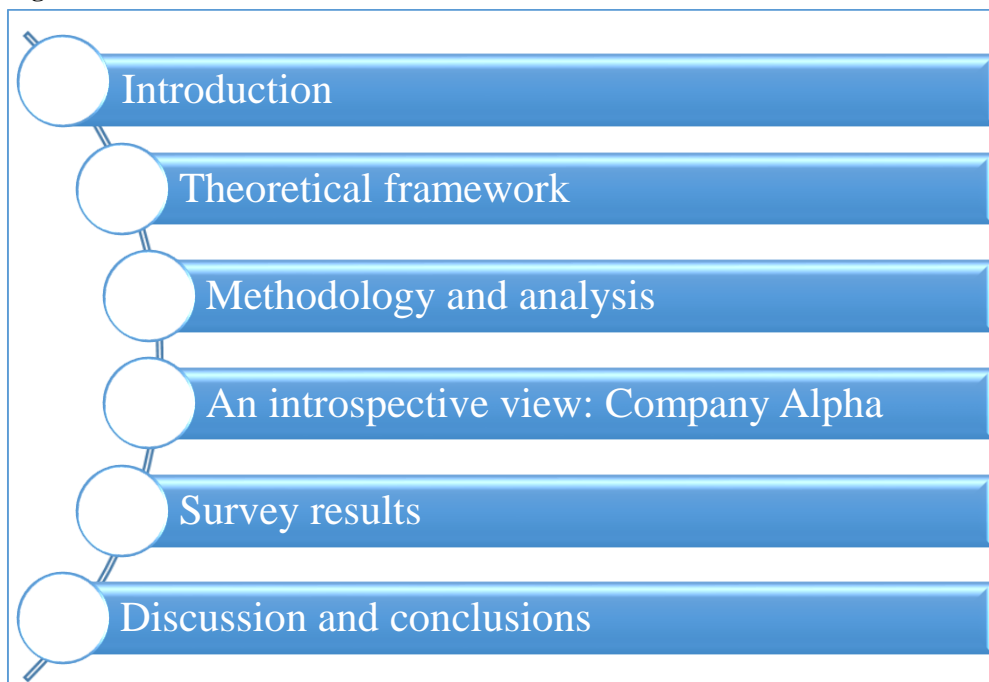 Introduction
Theoretical framework
Methodology and analysis
An introspective view: Company Alpha
Survey results
Discussion and conclusions